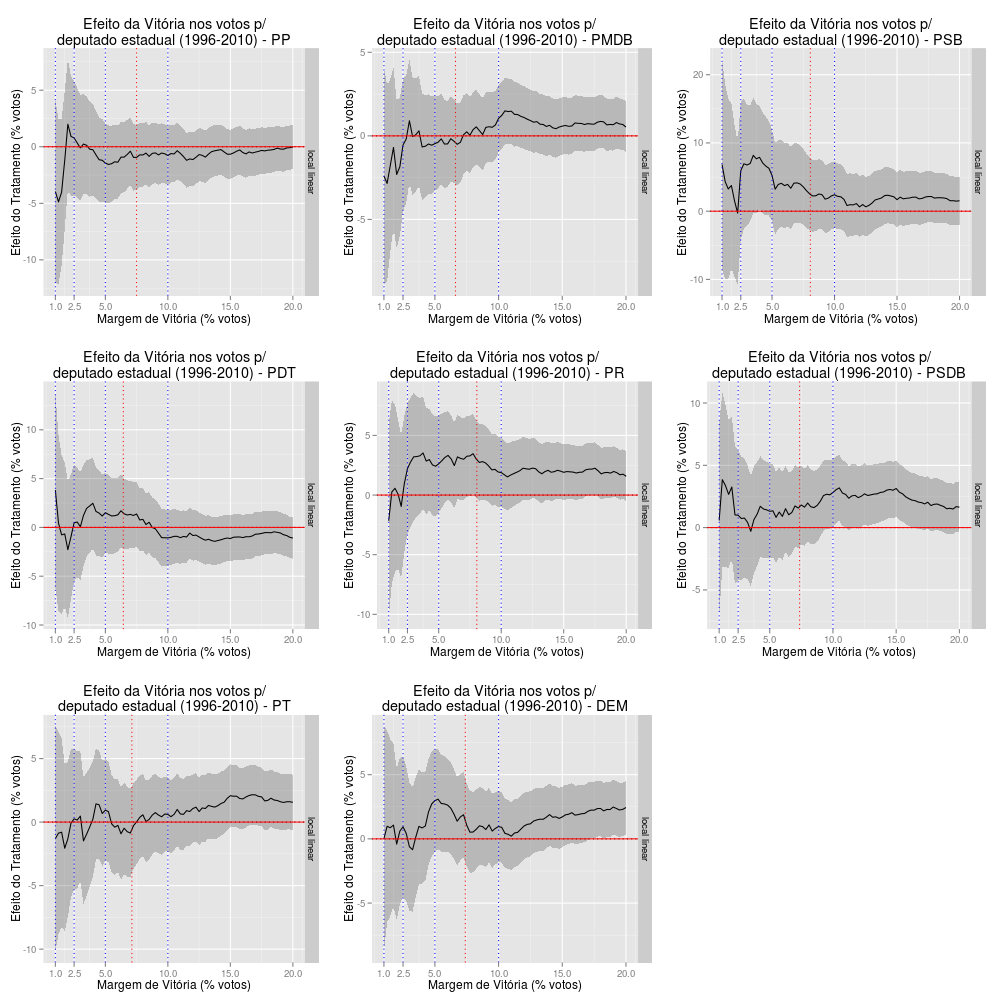 Efeito da Vitória nos votos p/
deputado estadual (1996-2010) - PP
Efeito do Tratamento (% votos)
5
0
-5
-10
local linear
1.0 2.5 5.0 10.0 15.0 20.0
Margem de Vitória (% votos)
Efeito da Vitória nos votos p/
deputado estadual (1996-2010) - PMDB
Efeito do Tratamento (% votos)
5
0
-5
local linear
1.0 2.5 5.0 10.0 15.0 20.0
Margem de Vitória (% votos)
Efeito da Vitória nos votos p/
deputado estadual (1996-2010) - PSB
Efeito do Tratamento (% votos)
20
10
0
-10
local linear
1.0 2.5 5.0 10.0 15.0 20.0
Margem de Vitória (% votos)
Efeito da Vitória nos votos p/
deputado estadual (1996-2010) - PDT
Efeito do Tratamento (% votos)
10
5
0
-5
-10
local linear
1.0 2.5 5.0 10.0 15.0 20.0
Margem de Vitória (% votos)
Efeito da Vitória nos votos p/
deputado estadual (1996-2010) - PR
Efeito do Tratamento (% votos)
5
0
-5
-10
local linear
1.0 2.5 5.0 10.0 15.0 20.0
Margem de Vitória (% votos)
Efeito da Vitória nos votos p/
deputado estadual (1996-2010) - PSDB
Efeito do Tratamento (% votos)
10
5
0
-5
local linear
1.0 2.5 5.0 10.0 15.0 20.0
Margem de Vitória (% votos)
Efeito da Vitória nos votos p/
deputado estadual (1996-2010) - PT
Efeito do Tratamento (% votos)
5
0
-5
-10
local linear
1.0 2.5 5.0 10.0 15.0 20.0
Margem de Vitória (% votos)
Efeito da Vitória nos votos p/
deputado estadual (1996-2010) - DEM
Efeito do Tratamento (% votos)
5
0
-5
local linear
1.0 2.5 5.0 10.0 15.0 20.0
Margem de Vitória (% votos)